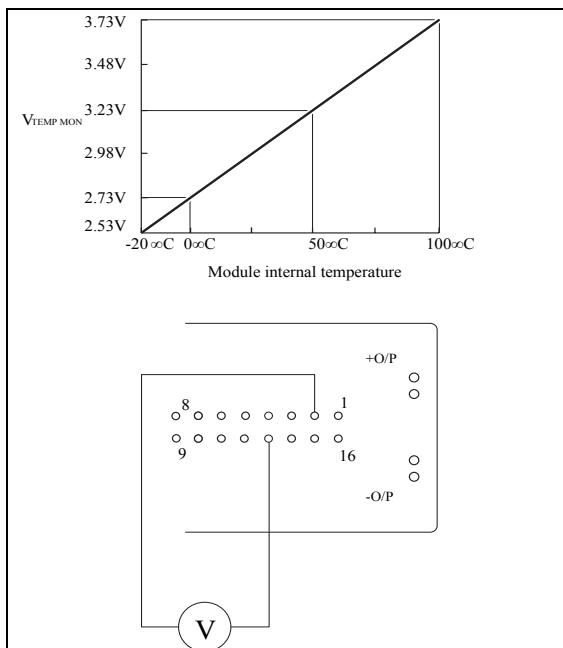 3.73V
3.48V
3.23V
VTEMP MON
2.98V
2.73V
2.53V
-20∞C 0∞C 50∞C 100∞C
Module internal temperature
+O/P
8 1
9 16
-O/P
V